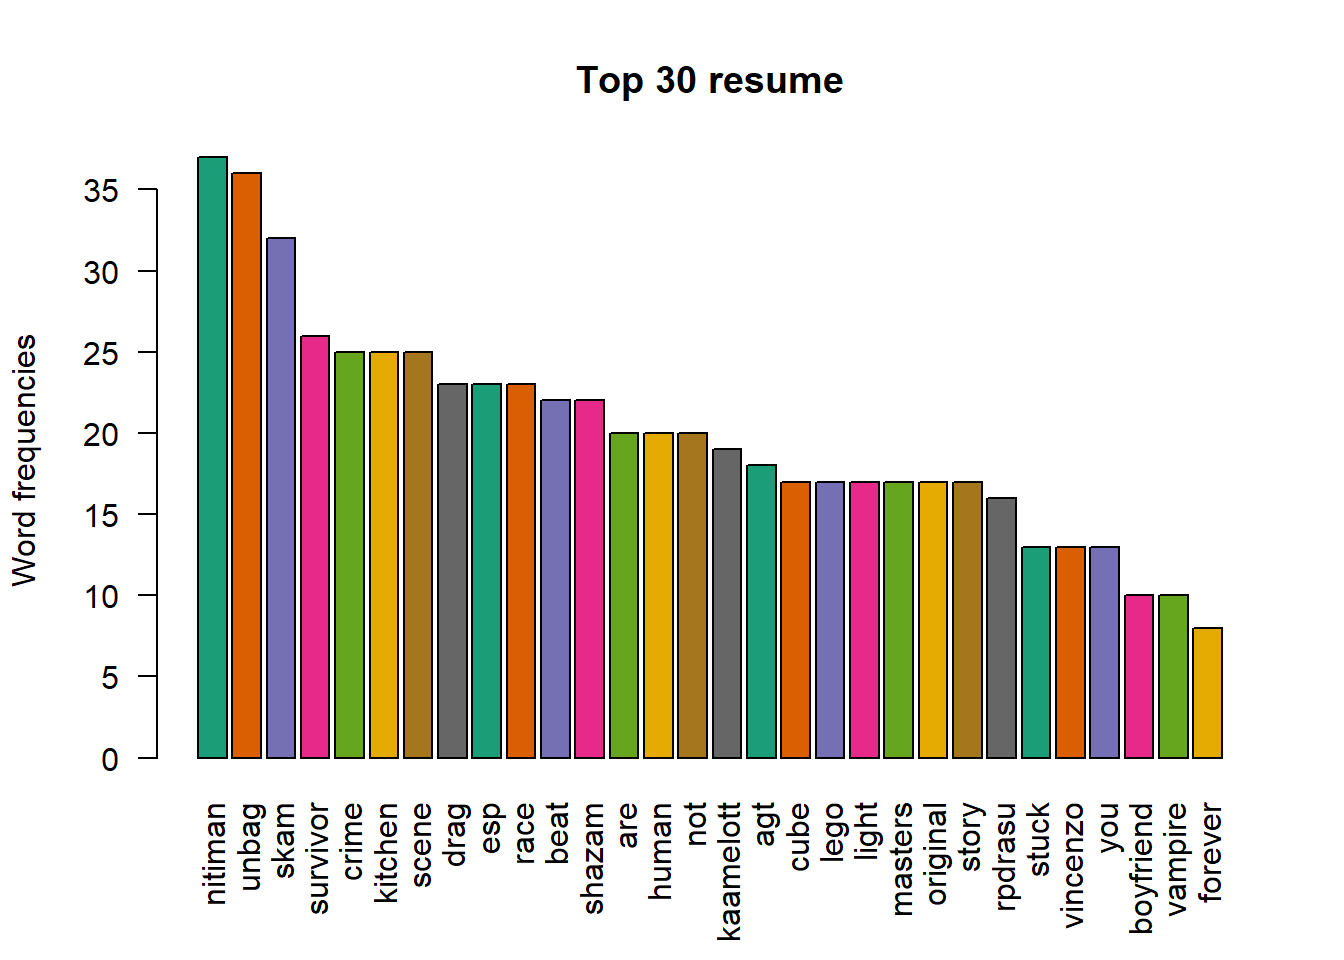 Top 30 resume
Word frequencies
35
30
25
20
15
10
5
0
nitiman
unbag
skam
survivor
crime
kitchen
scene
drag
esp
race
beat
shazam
are
human
not
kaamelott
agt
cube
lego
light
masters
original
story
rpdrasu
stuck
vincenzo
you
boyfriend
vampire
forever